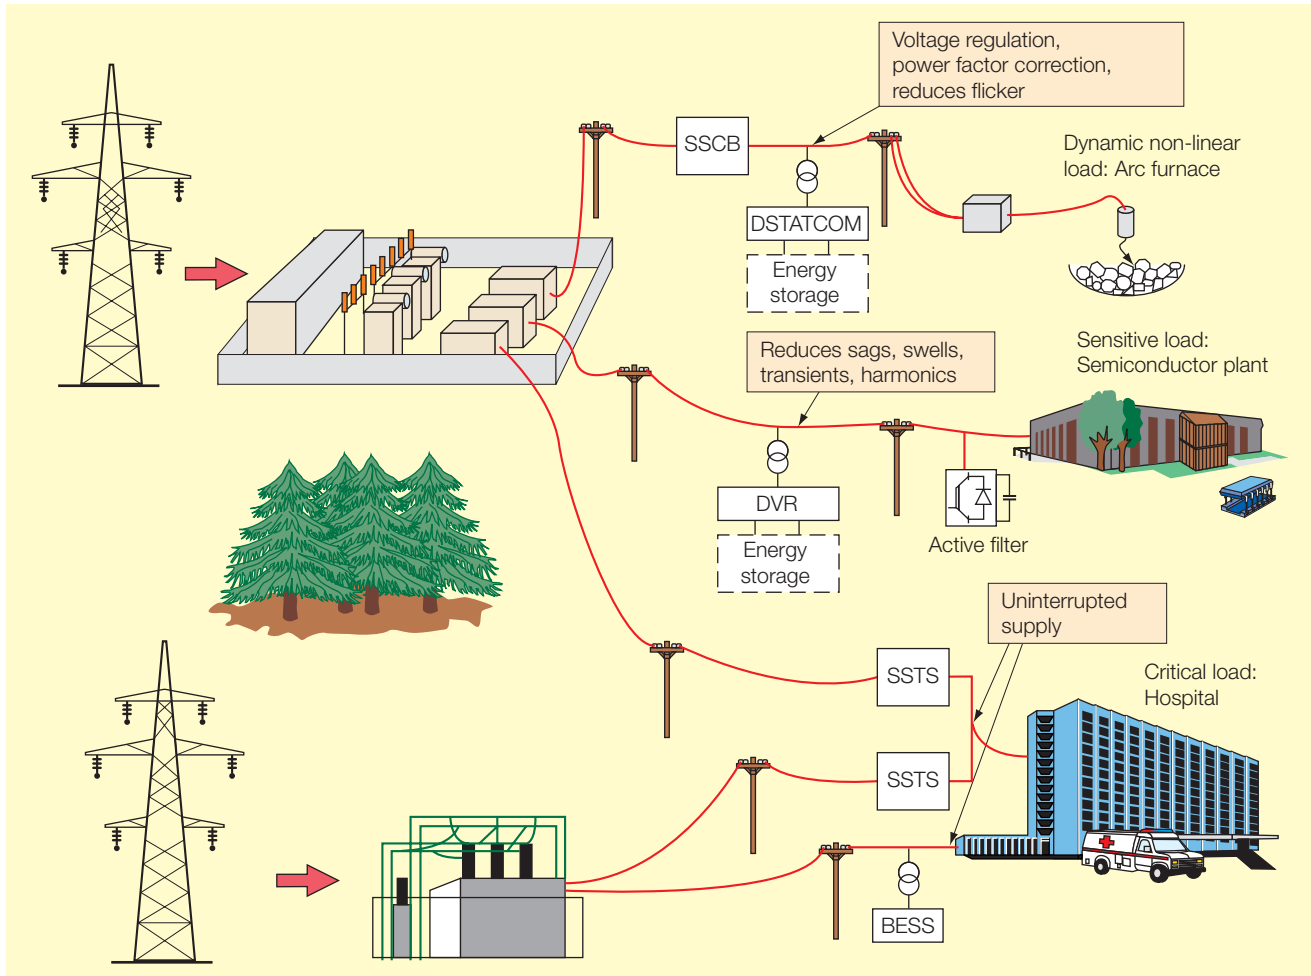 Voltage regulation,
power factor correction,
reduces flicker
SSCB
Dynamic non-linear
load: Arc furnace
DSTATCOM
Energy
storage
Reduces sags, swells,
transients, harmonics
Sensitive load:
Semiconductor plant
DVR
Energy
storage
Active filter
Uninterrupted
supply
SSTS
Critical load:
Hospital
SSTS
BESS